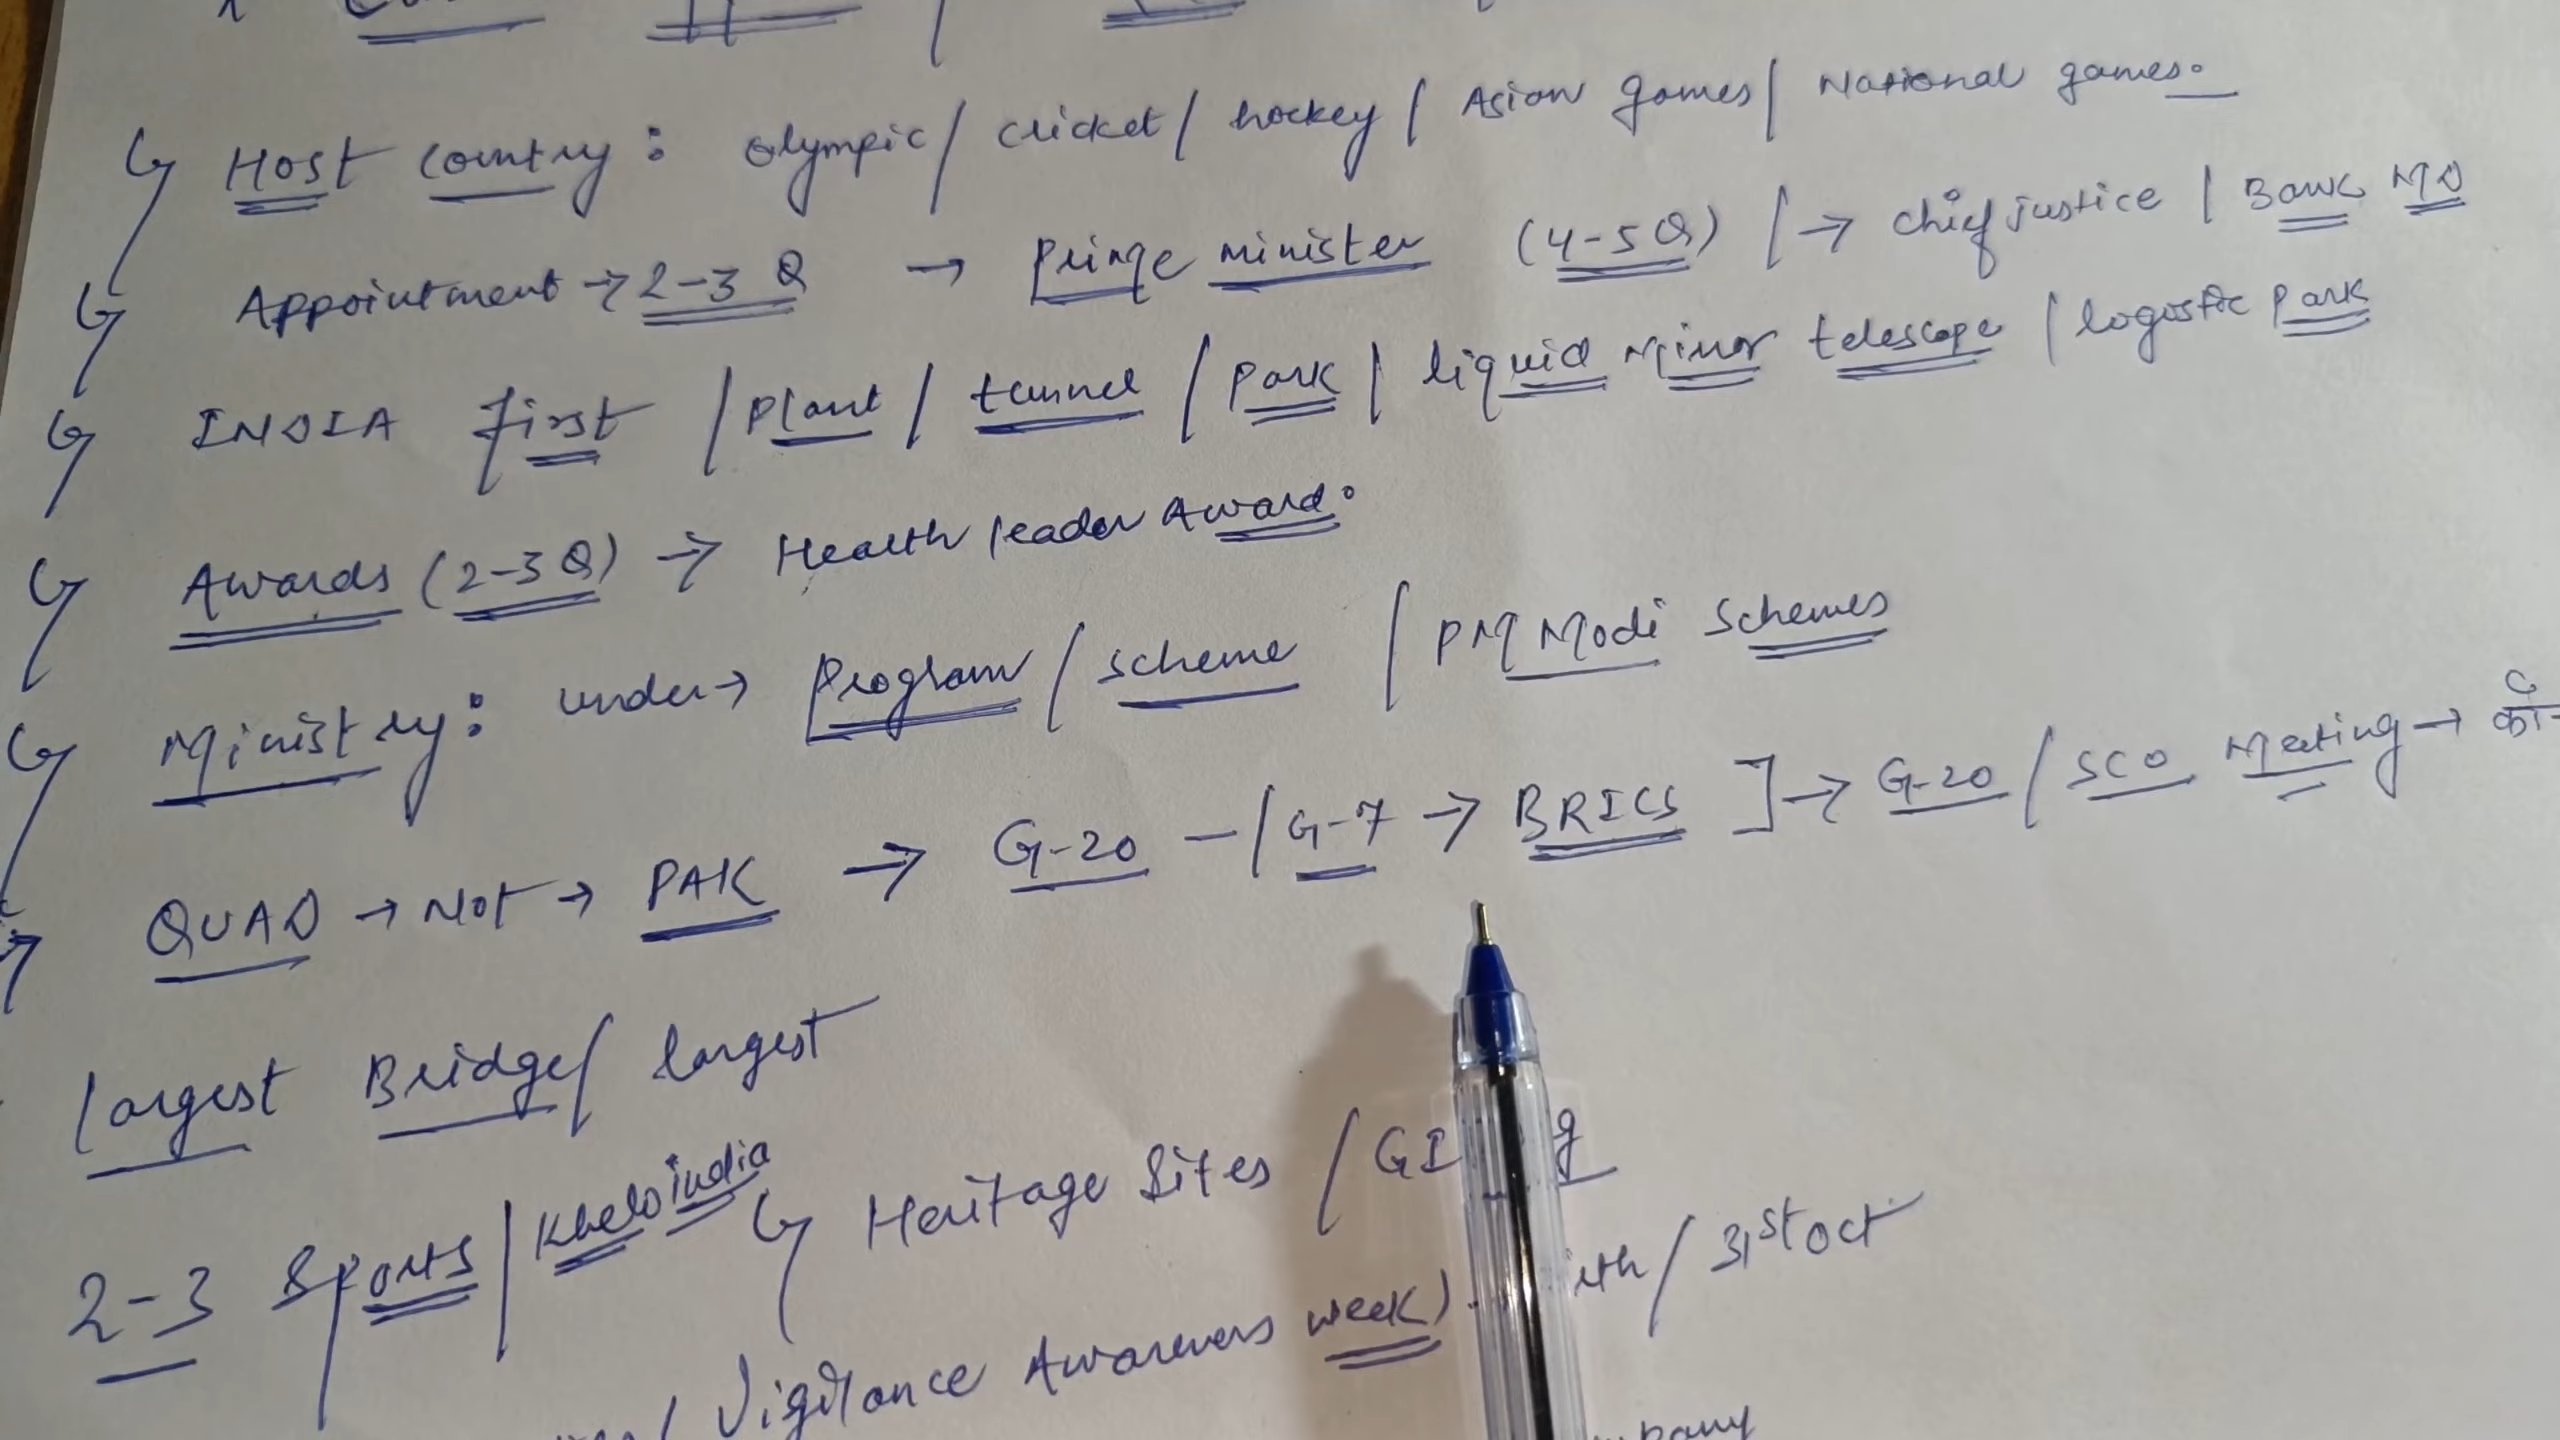 Host country: olympic / cricket / hockey / Asian games / National games.
Appointment → 2-3 Q → prime minister (4-5 Q) / → chief justice / Bank MD
INDIA first / plant / tunnel / park / liquid Mirror telescope / logistic park
Awards (2-3 Q) → Health leader Award.
Ministry: under → program / scheme / PM Modi schemes
QUAD → Not → PAK → G-20 - / G-7 → BRICS ] → G-20 / SCO Meeting →
largest Bridge / largest
2-3 Sports / Khelo india
Heritage Sites / GI
/ Vigilance Awareness week) / 31st oct